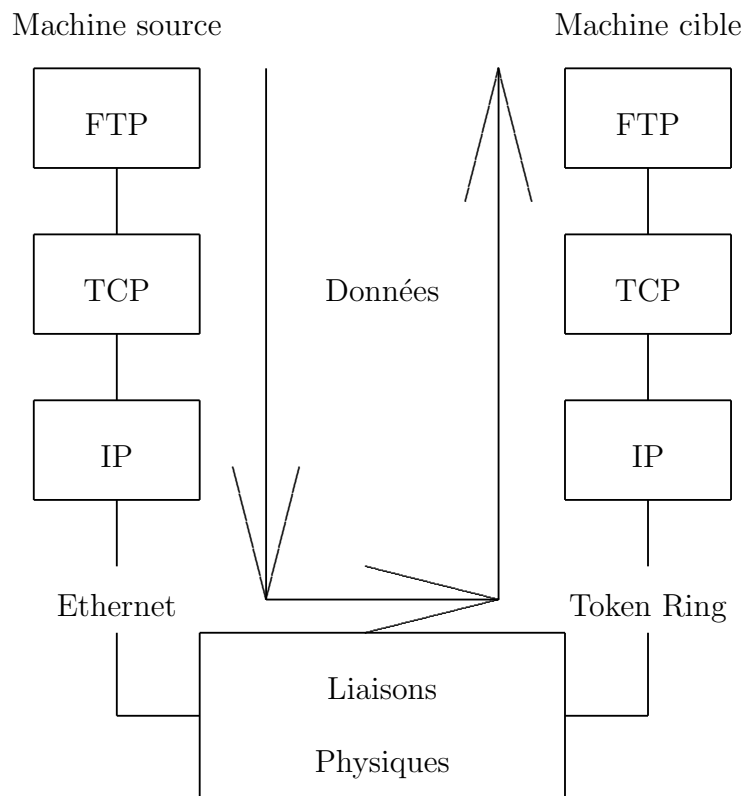 Machine source
Machine cible
FTP
FTP
TCP
Données
TCP
IP
IP
Ethernet
Token Ring
Liaisons
Physiques